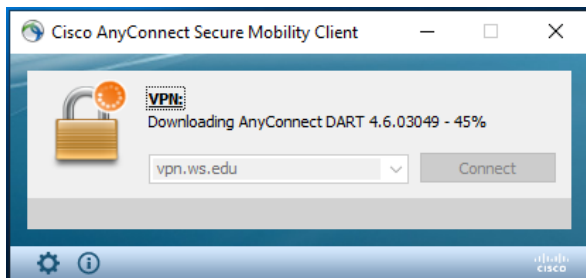 Cisco AnyConnect Secure Mobility Client
VPN:
Downloading AnyConnect DART 4.6.03049 - 45%
vpn.ws.edu
Connect
cisco